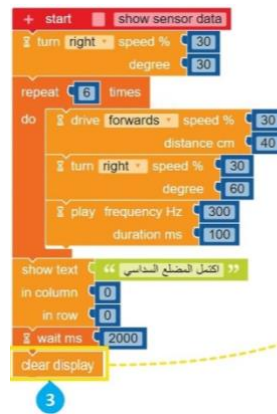 + start show sensor data
turn right speed % 30
degree 30
repeat 6 times
do drive forwards speed % 30
distance cm 40
turn right speed % 30
degree 60
play frequency Hz 300
duration ms 100
show text “ اكتمل المضلع السداسي ”
in column 0
in row 0
wait ms 2000
clear display
3